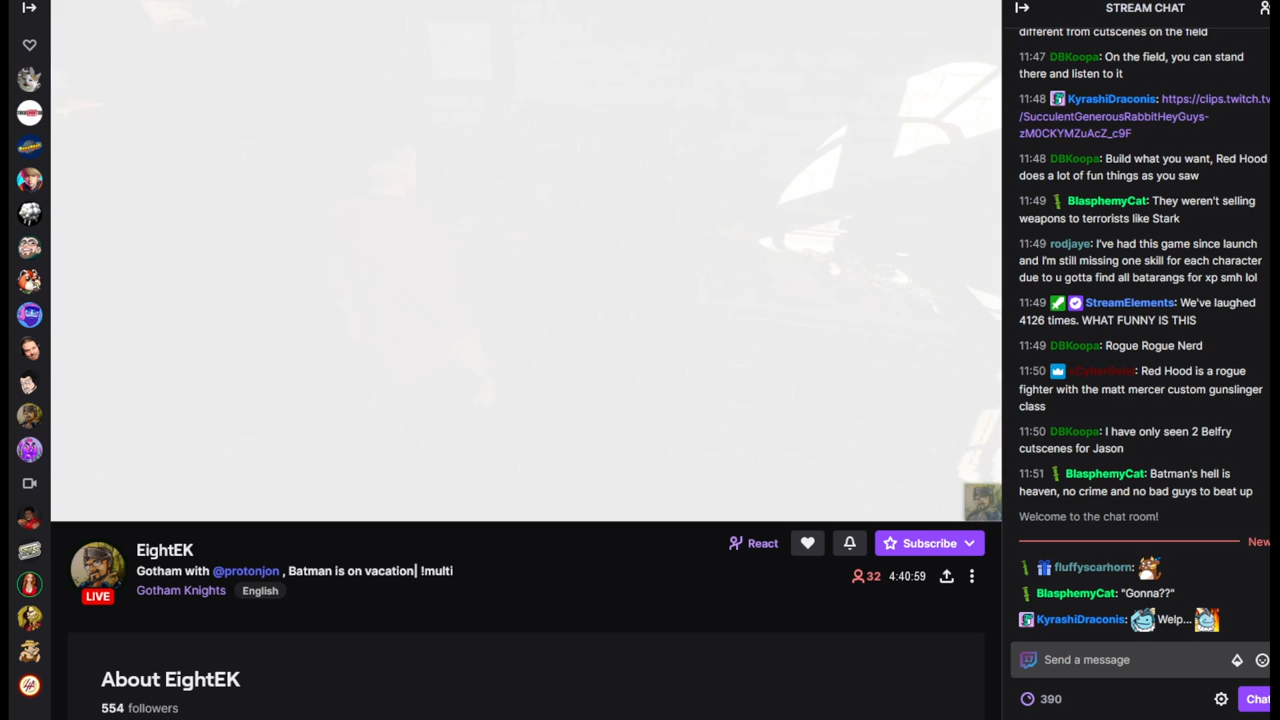 STREAM CHAT
different from cutscenes on the field
11:47 DBKoopa: On the field, you can stand
there and listen to it
11:48 KyrashiDraconis: https://clips.twitch.tv
/SucculentGenerousRabbitHeyGuys-
zM0CKYMZuAcZ_c9F
11:48 DBKoopa: Build what you want, Red Hood
does a lot of fun things as you saw
11:49 BlasphemyCat: They weren't selling
weapons to terrorists like Stark
11:49 rodjaye: I've had this game since launch
and I'm still missing one skill for each character
due to u gotta find all batarangs for xp smh lol
11:49 StreamElements: We've laughed
4126 times. WHAT FUNNY IS THIS
11:49 DBKoopa: Rogue Rogue Nerd
11:50 : Red Hood is a rogue
fighter with the matt mercer custom gunslinger
class
11:50 DBKoopa: I have only seen 2 Belfry
cutscenes for Jason
11:51 BlasphemyCat: Batman's hell is
heaven, no crime and no bad guys to beat up
Welcome to the chat room!
New
fluffyscarhorn:
BlasphemyCat: "Gonna??"
KyrashiDraconis: Welp...
Send a message
390
Chat
EightEK
React
Subscribe
Gotham with @protonjon , Batman is on vacation| !multi
32 4:40:59
Gotham Knights English
LIVE
About EightEK
554 followers